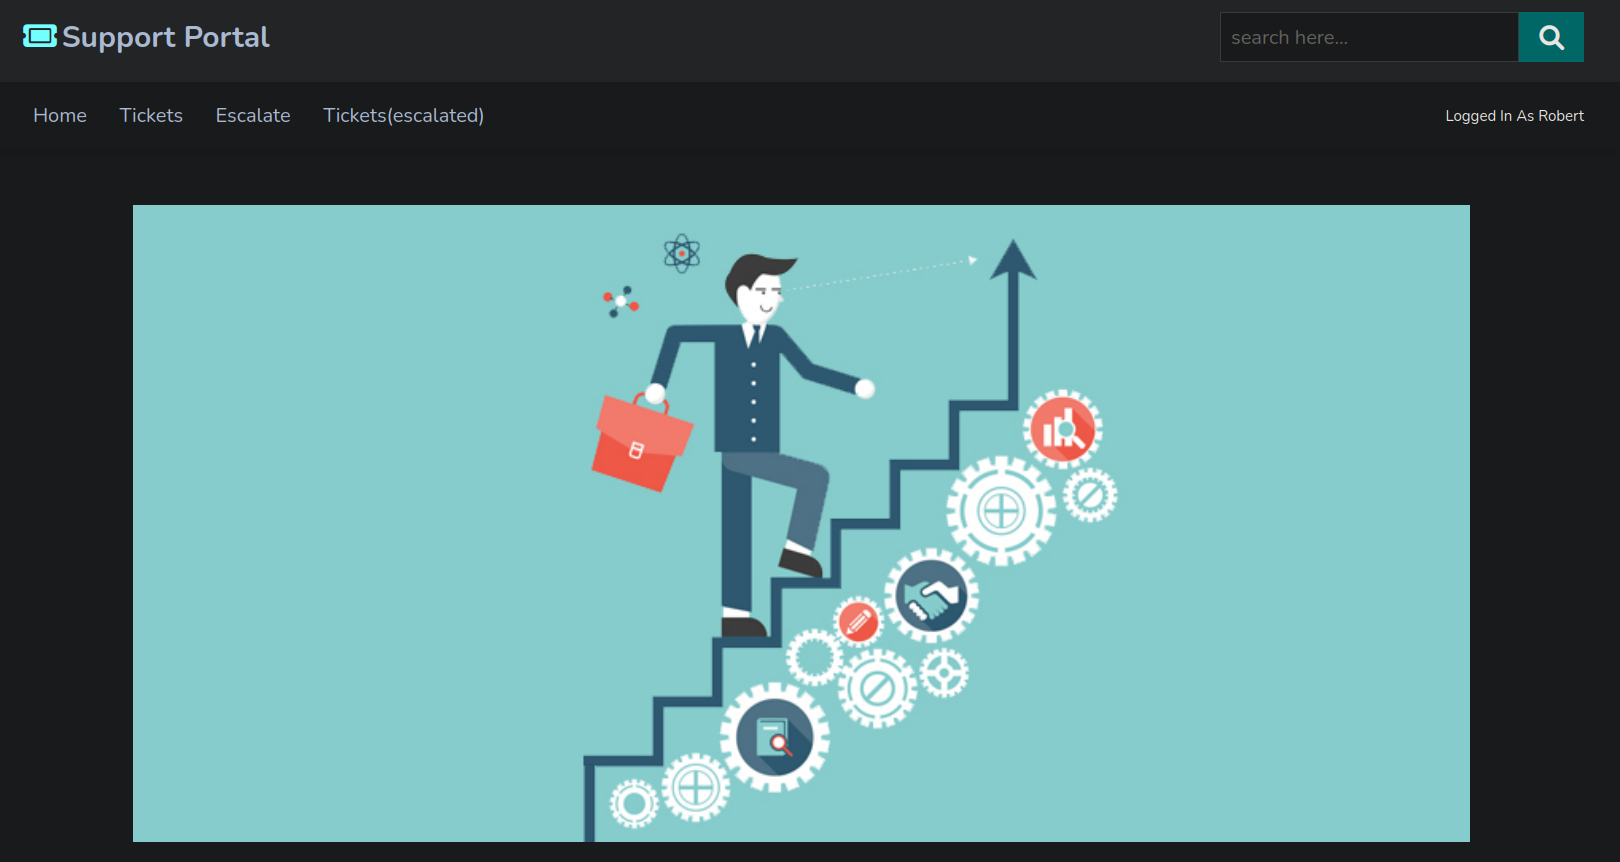 Support Portal
search here...
Home Tickets Escalate Tickets(escalated)
Logged In As Robert